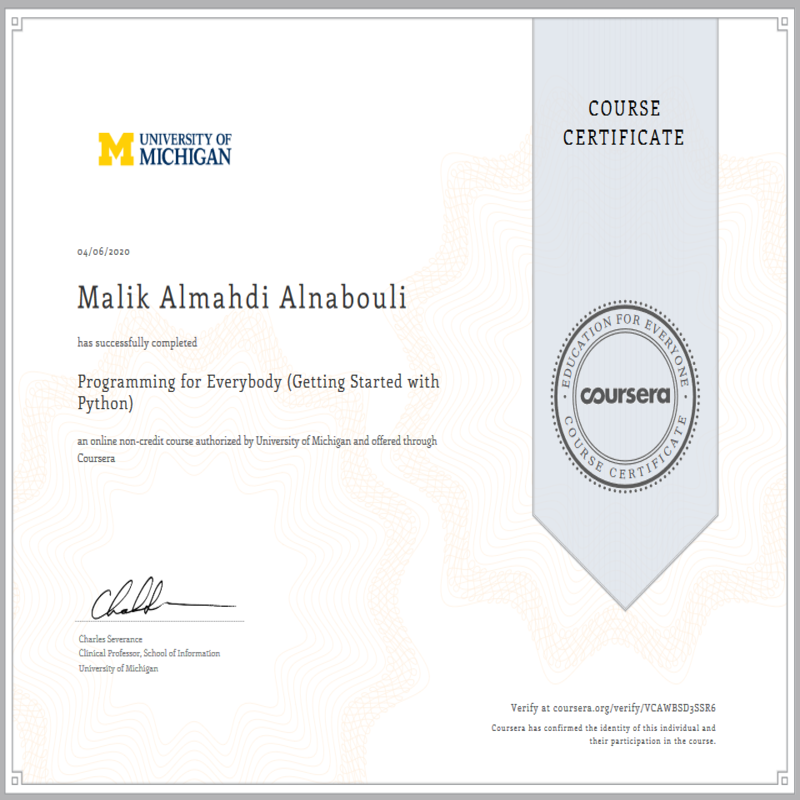 COURSE
CERTIFICATE
M UNIVERSITY OF
MICHIGAN
04/06/2020
Malik Almahdi Alnabouli
has successfully completed
Programming for Everybody (Getting Started with
Python)
an online non-credit course authorized by University of Michigan and offered through
Coursera
EDUCATION FOR EVERYONE
coursera
COURSE CERTIFICATE
Charles Severance
Clinical Professor, School of Information
University of Michigan
Verify at coursera.org/verify/VCAWBSD3SSR6
Coursera has confirmed the identity of this individual and
their participation in the course.